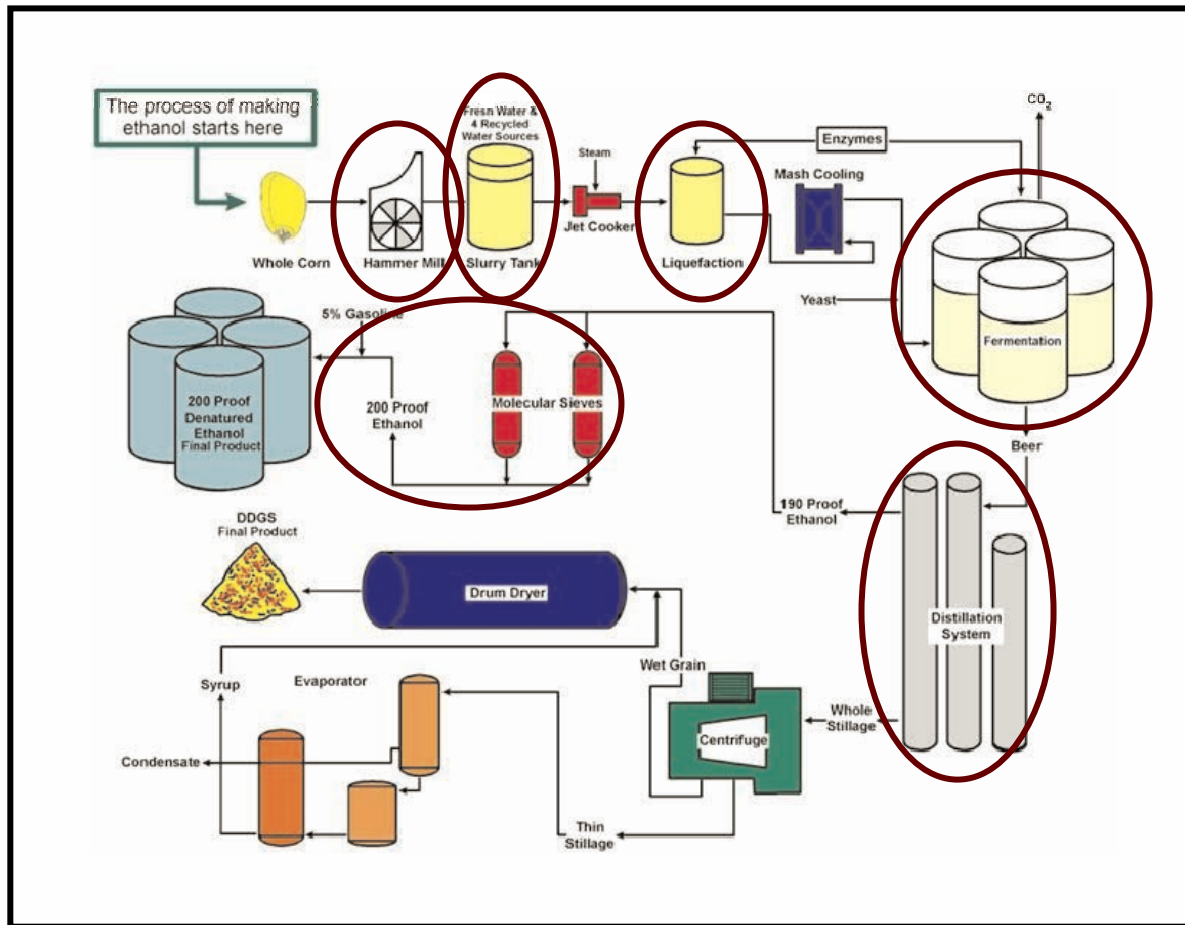 The process of making
ethanol starts here
Fresh Water &
4 Recycled
Water Sources
Steam
Enzymes
CO2
Mash Cooling
Jet Cooker
Whole Corn
Hammer Mill
Slurry Tank
Liquefaction
Yeast
Fermentation
5% Gasoline
200 Proof
Denatured
Ethanol
Final Product
200 Proof
Ethanol
Molecular Sieves
Beer
190 Proof
Ethanol
DDGS
Final Product
Drum Dryer
Distillation
System
Wet Grain
Syrup
Evaporator
Whole
Stillage
Centrifuge
Condensate
Thin
Stillage